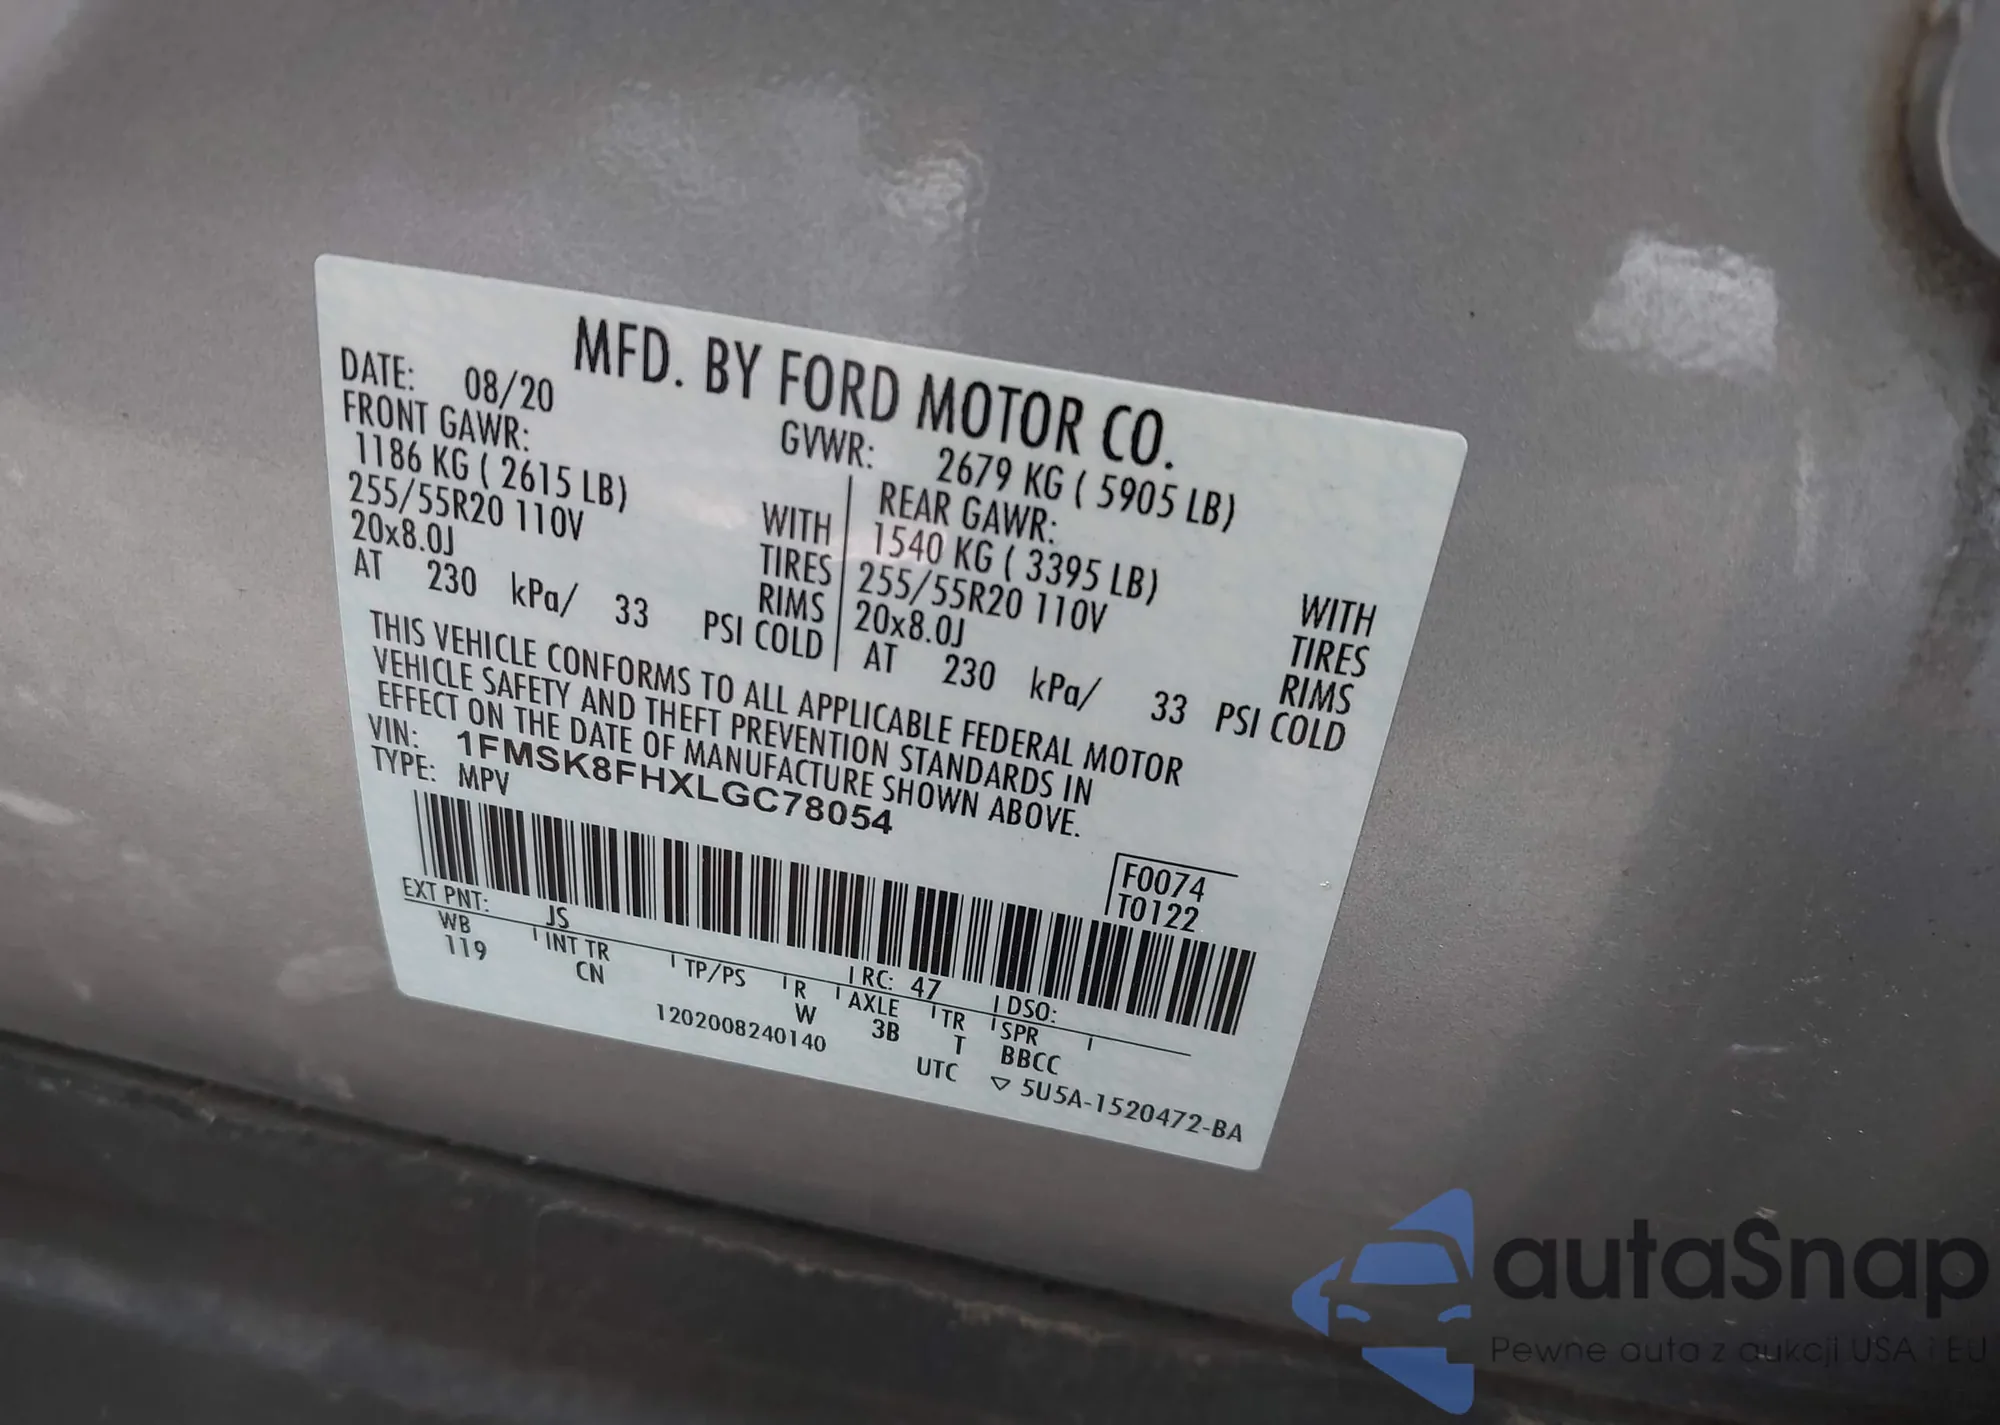 MFD. BY FORD MOTOR CO.
DATE: 08/20 GVWR: 2679 KG ( 5905 LB)
FRONT GAWR: REAR GAWR:
1186 KG ( 2615 LB) WITH 1540 KG ( 3395 LB) WITH
255/55R20 110V TIRES 255/55R20 110V TIRES
20x8.0J RIMS 20x8.0J RIMS
AT 230 kPa/ 33 PSI COLD AT 230 kPa/ 33 PSI COLD
THIS VEHICLE CONFORMS TO ALL APPLICABLE FEDERAL MOTOR
VEHICLE SAFETY AND THEFT PREVENTION STANDARDS IN
EFFECT ON THE DATE OF MANUFACTURE SHOWN ABOVE.
VIN: 1FMSK8FHXLGC78054
TYPE: MPV
F0074
T0122
EXT PNT: JS RC: 47 DSO:
WB INT TR TP/PS R AXLE TR SPR
119 CN W 3B T BBCC
1202008240140 UTC ▽ 5U5A-1520472-BA
autaSnap
Pewne auta z aukcji USA i EU